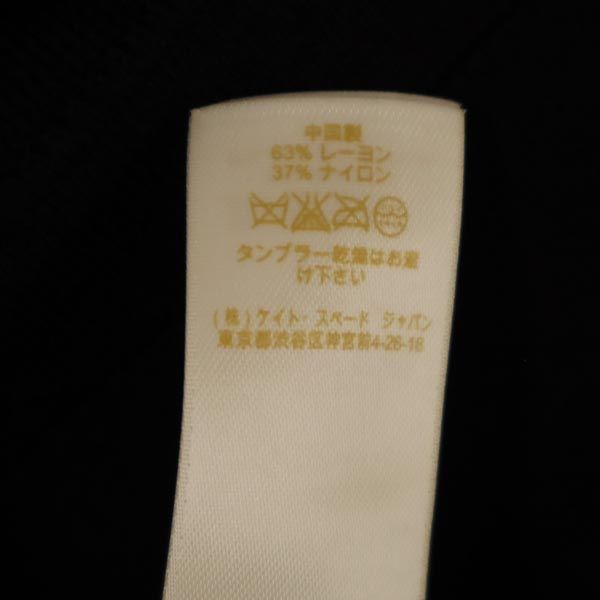 中国製
63% レーヨン
37% ナイロン
タンブラー乾燥はお避
け下さい
(株)ケイト・スペード ジャパン
東京都渋谷区神宮前4-26-18